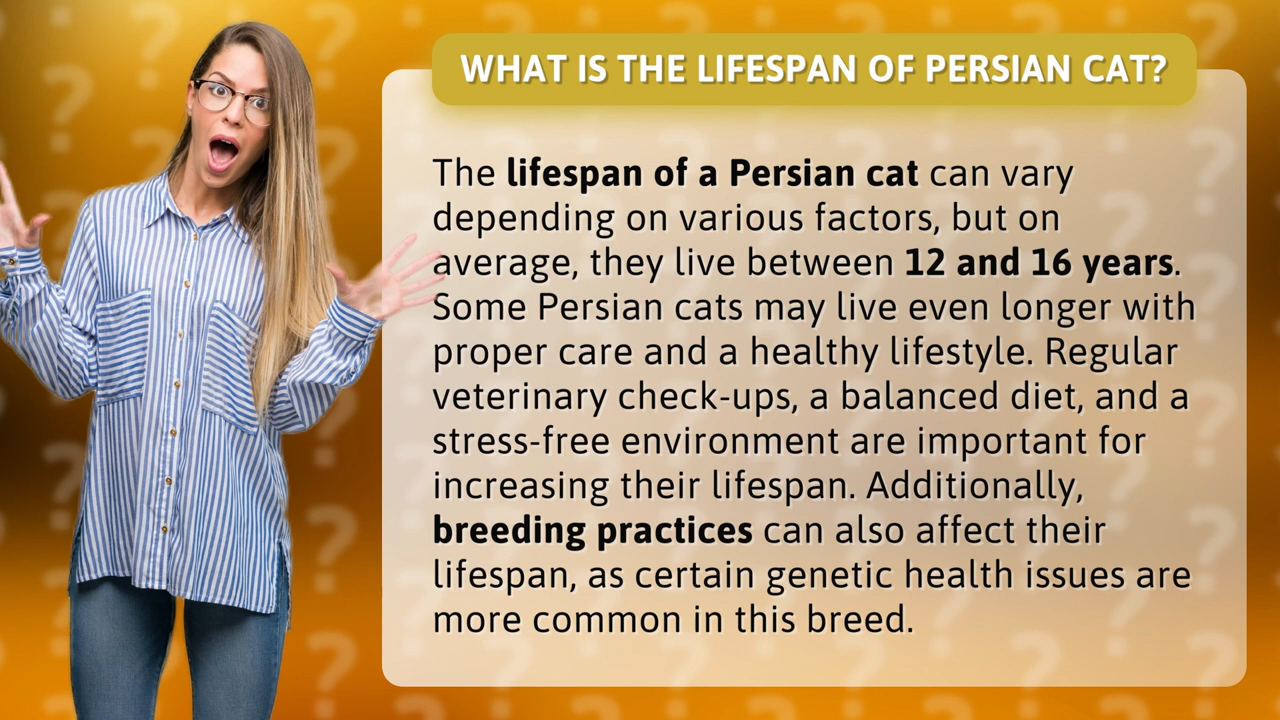 WHAT IS THE LIFESPAN OF PERSIAN CAT?
The lifespan of a Persian cat can vary
depending on various factors, but on
average, they live between 12 and 16 years.
Some Persian cats may live even longer with
proper care and a healthy lifestyle. Regular
veterinary check-ups, a balanced diet, and a
stress-free environment are important for
increasing their lifespan. Additionally,
breeding practices can also affect their
lifespan, as certain genetic health issues are
more common in this breed.